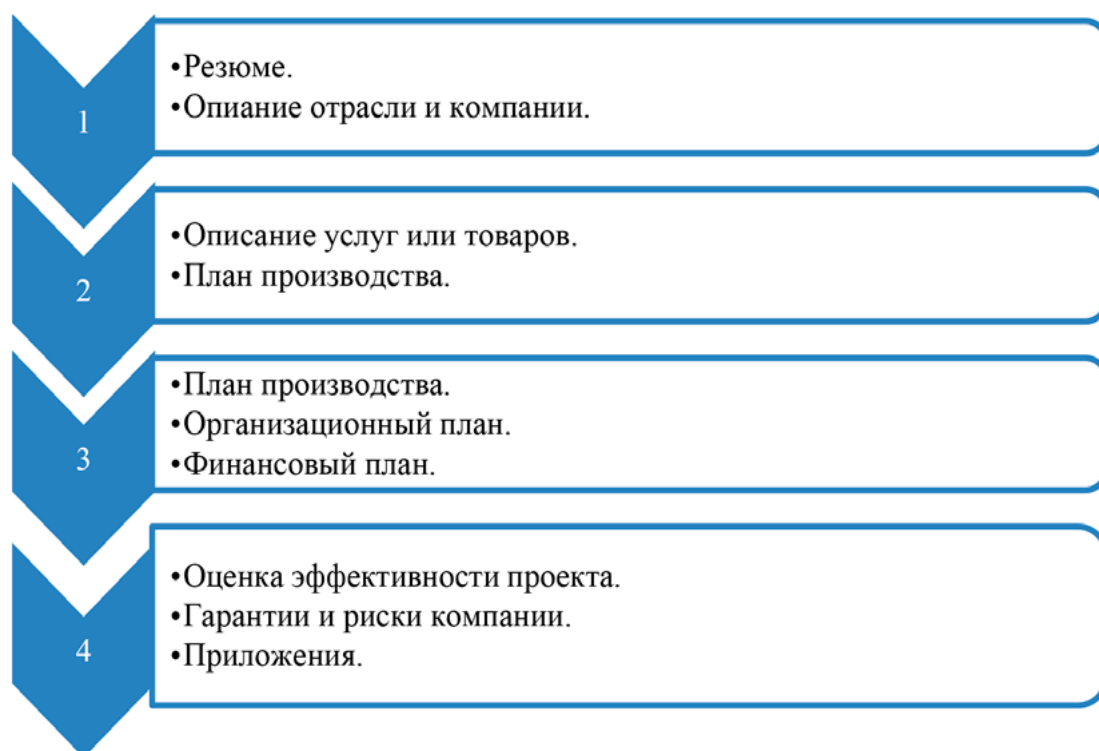 1
•Резюме.
•Опиание отрасли и компании.
2
•Описание услуг или товаров.
•План производства.
3
•План производства.
•Организационный план.
•Финансовый план.
4
•Оценка эффективности проекта.
•Гарантии и риски компании.
•Приложения.